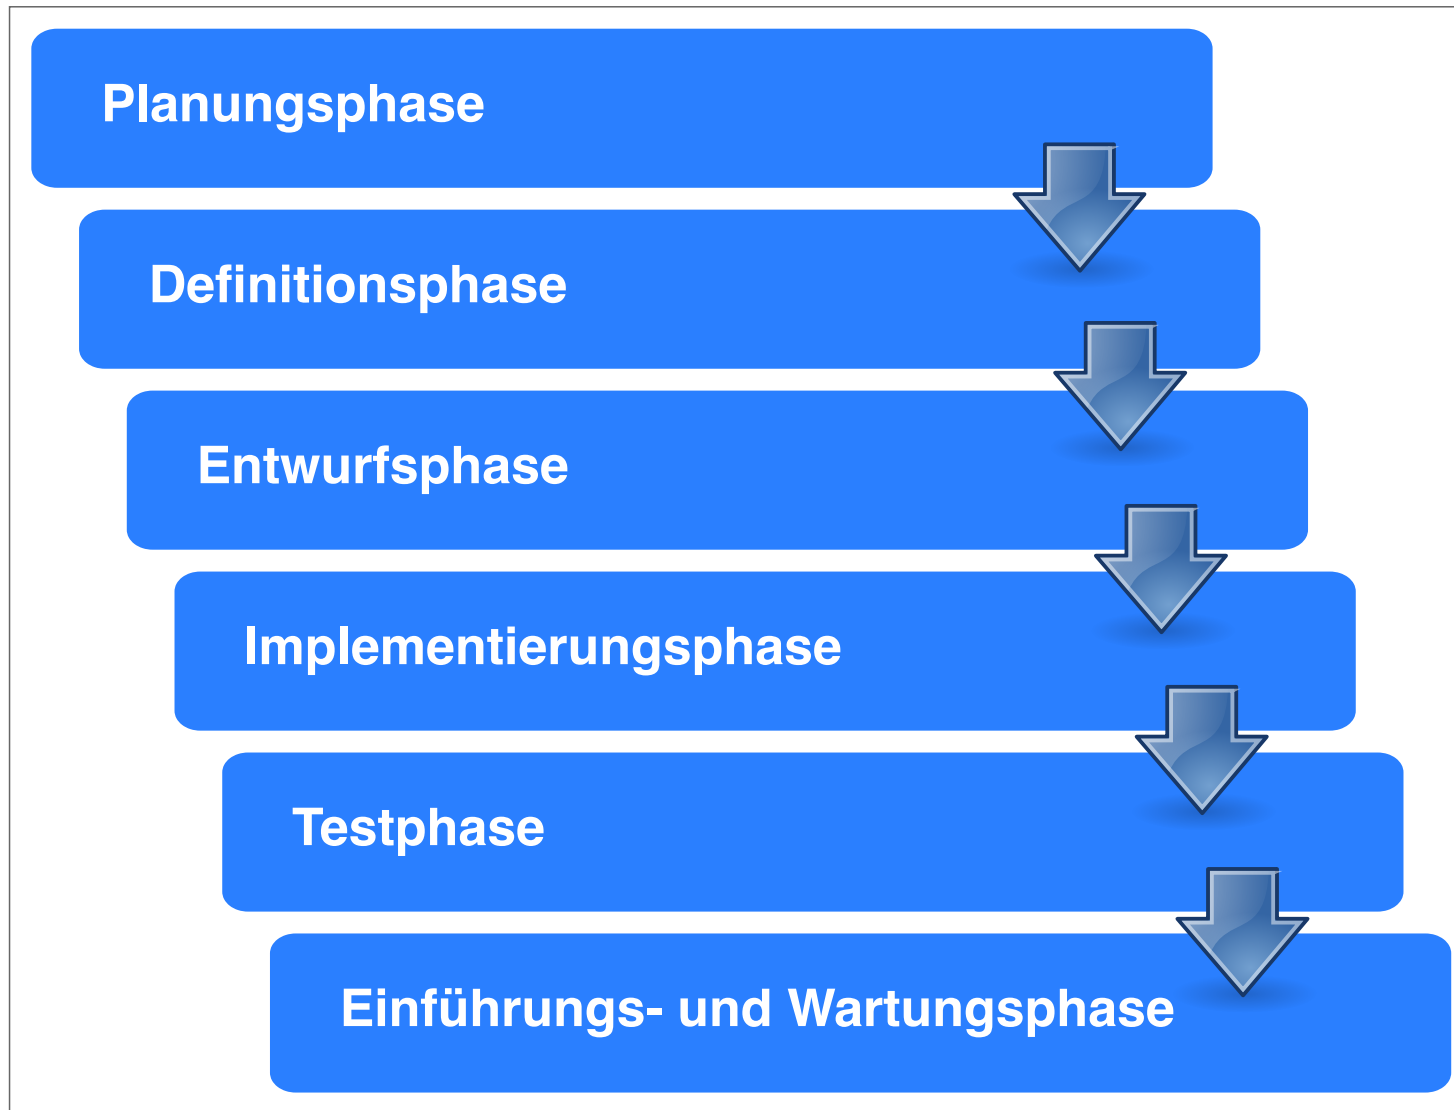 Planungsphase
Definitionsphase
Entwurfsphase
Implementierungsphase
Testphase
Einführungs- und Wartungsphase